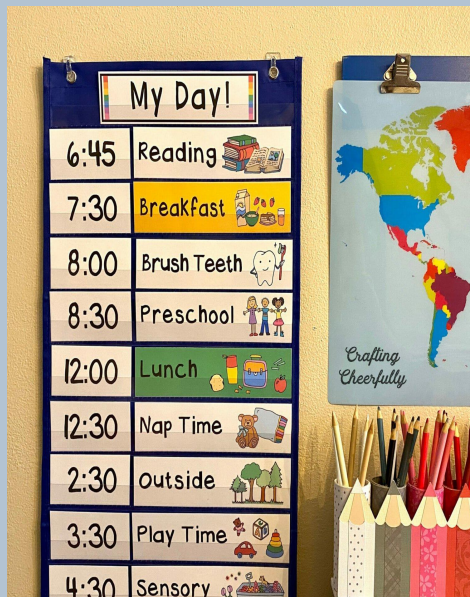 My Day!
6:45 Reading
7:30 Breakfast
8:00 Brush Teeth
8:30 Preschool
12:00 Lunch
12:30 Nap Time
2:30 Outside
3:30 Play Time
4:30 Sensory
Crafting
Cheerfully